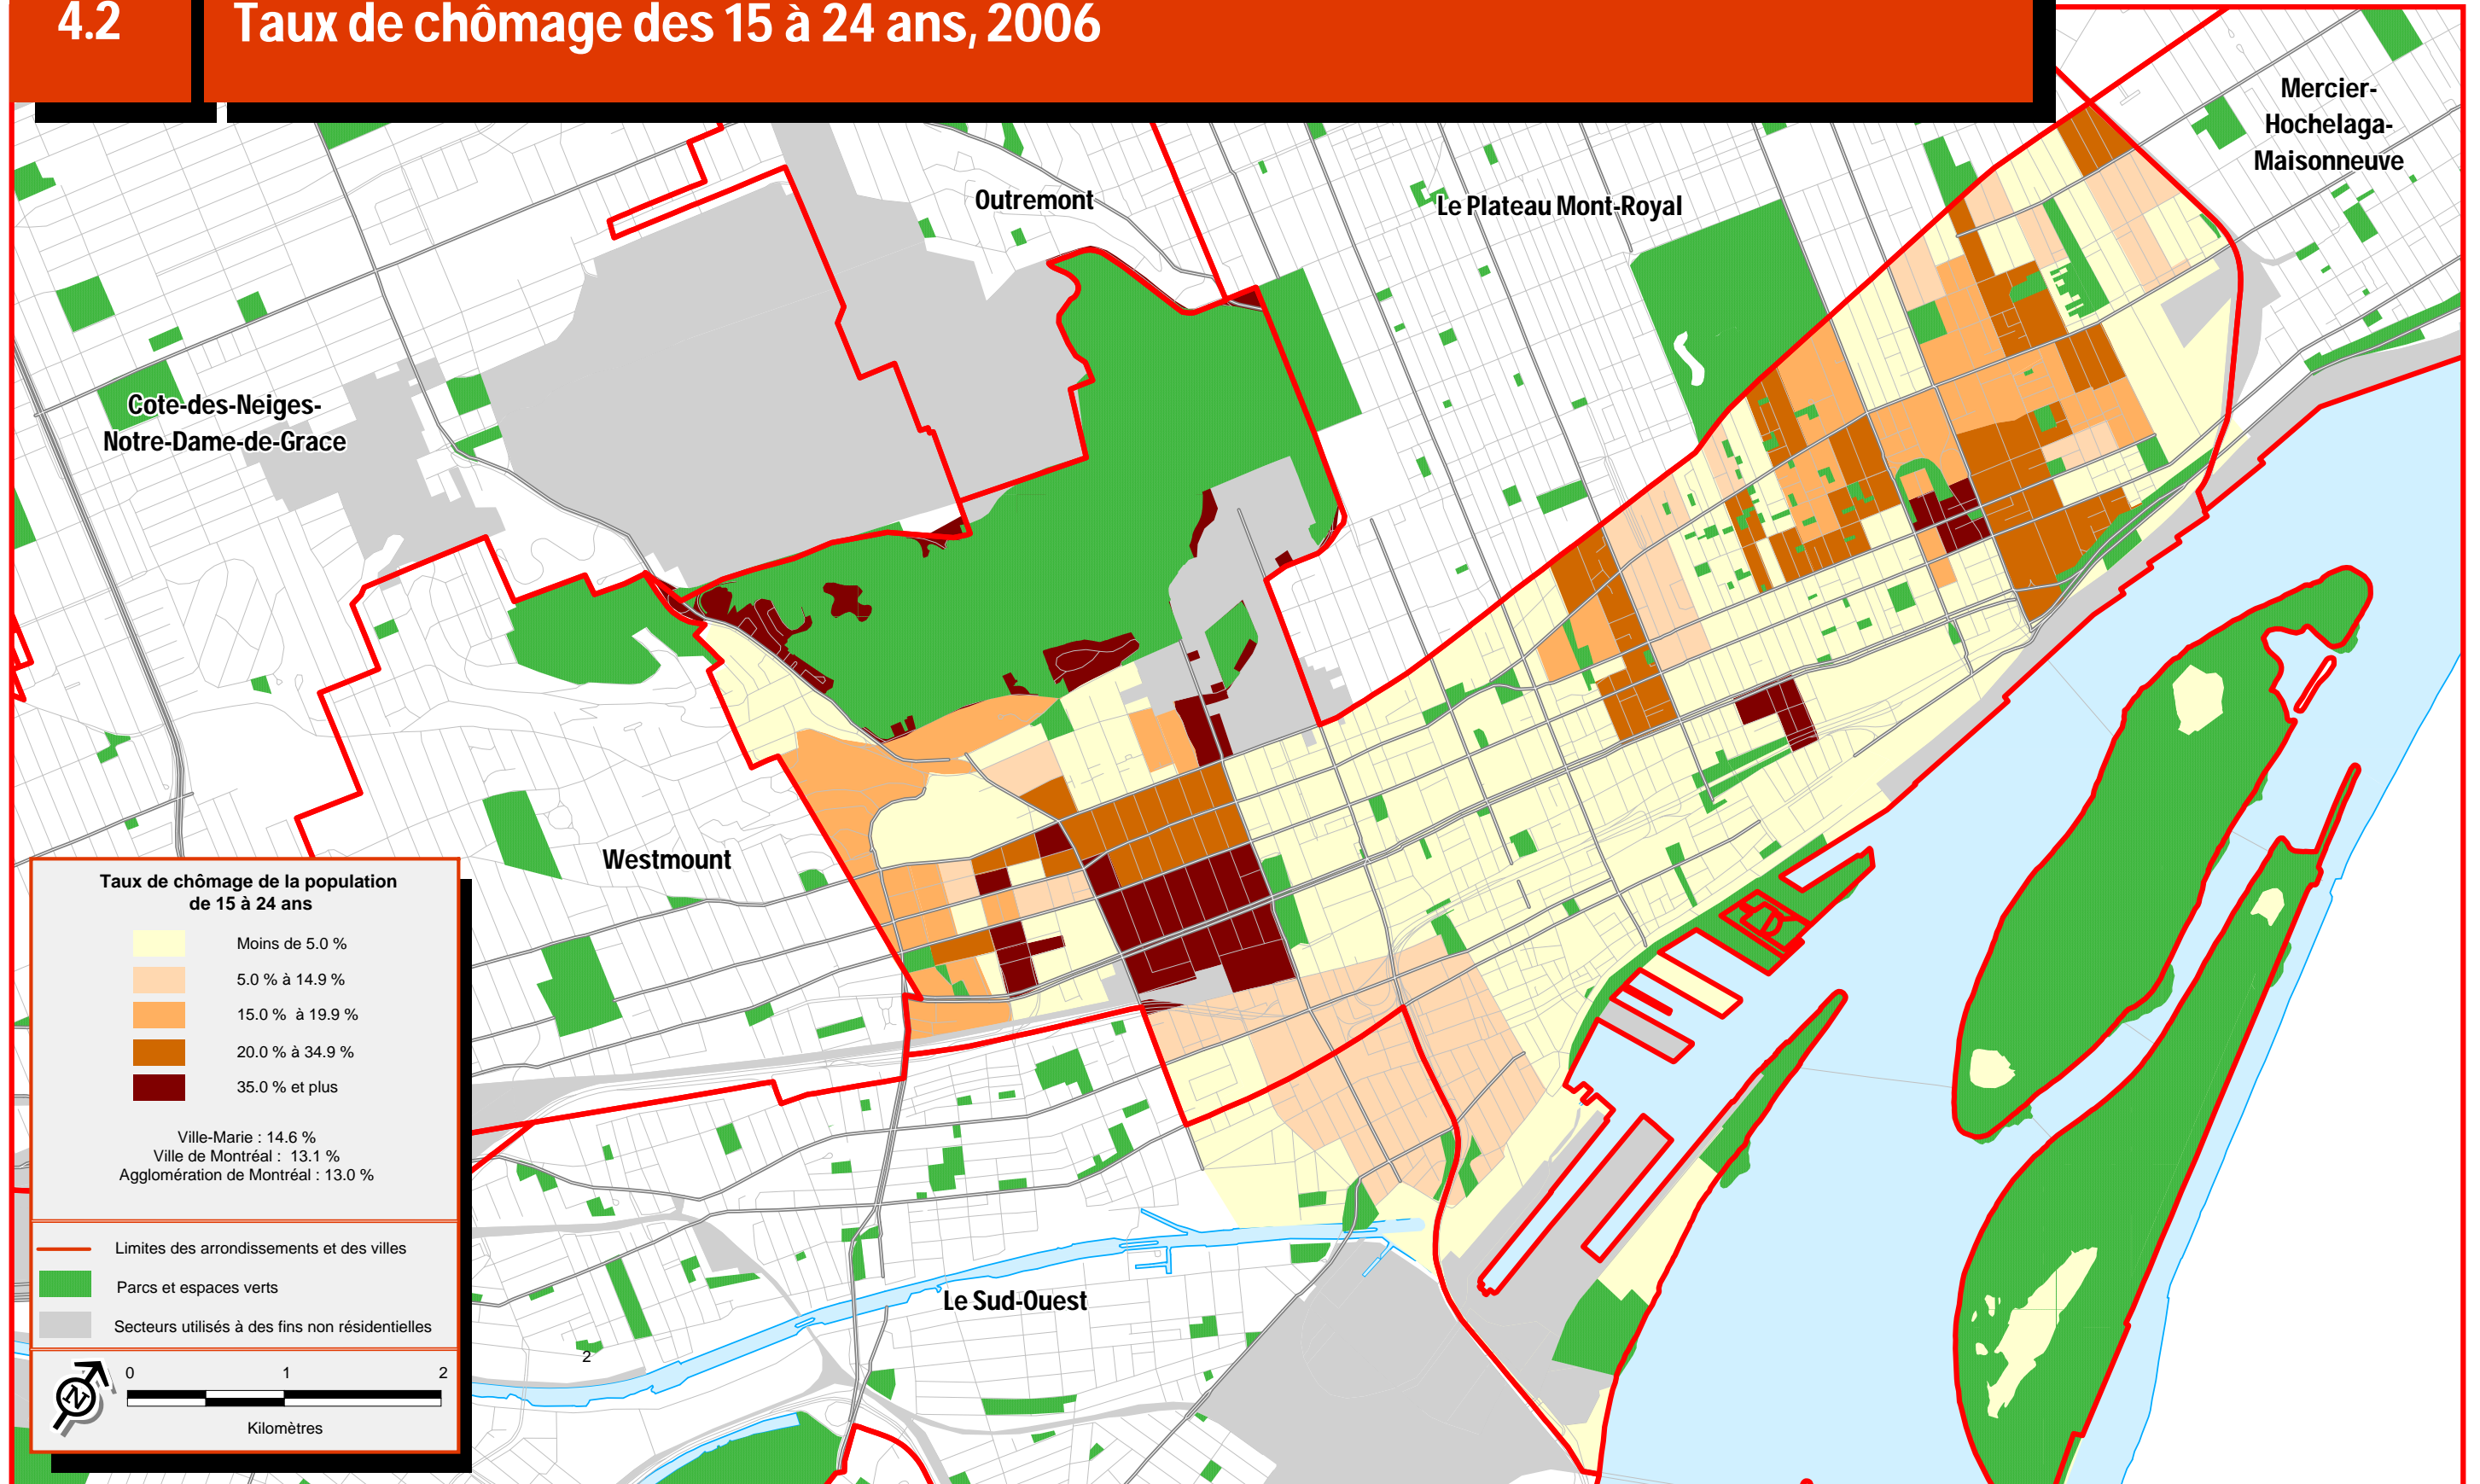 4.2
Taux de chômage des 15 à 24 ans, 2006
Mercier-
Hochelaga-
Maisonneuve
Outremont
Le Plateau Mont-Royal
Cote-des-Neiges-
Notre-Dame-de-Grace
Westmount
Le Sud-Ouest
Taux de chômage de la population
de 15 à 24 ans
Moins de 5.0 %
5.0 % à 14.9 %
15.0 % à 19.9 %
20.0 % à 34.9 %
35.0 % et plus
Ville-Marie : 14.6 %
Ville de Montréal : 13.1 %
Agglomération de Montréal : 13.0 %
Limites des arrondissements et des villes
Parcs et espaces verts
Secteurs utilisés à des fins non résidentielles
N
0 1 2
Kilomètres
2